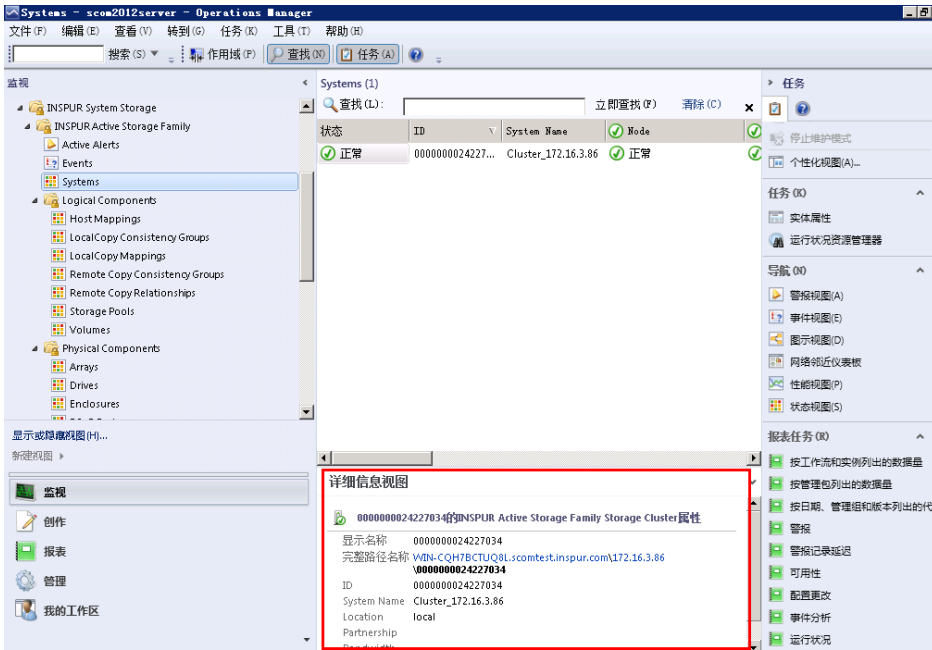 Systems - scom2012server - Operations Manager
文件(F) 编辑(E) 查看(V) 转到(G) 任务(K) 工具(T) 帮助(H)
搜索(S) 作用域(P) 查找(N) 任务(A)
监视
INSPUR System Storage
INSPUR Active Storage Family
Active Alerts
Events
Systems
Logical Components
Host Mappings
LocalCopy Consistency Groups
LocalCopy Mappings
Remote Copy Consistency Groups
Remote Copy Relationships
Storage Pools
Volumes
Physical Components
Arrays
Drives
Enclosures
显示或隐藏视图(H)...
新建视图
监视
创作
报表
管理
我的工作区
Systems (1)
查找(L): 立即查找(F) 清除(C)
状态 ID System Name Node
正常 0000000024227... Cluster_172.16.3.86 正常
详细信息视图
0000000024227034的INSPUR Active Storage Family Storage Cluster属性
显示名称 0000000024227034
完整路径名称 WIN-CQH7BCTUQ8L.scomtest.inspur.com\172.16.3.86
\0000000024227034
ID 0000000024227034
System Name Cluster_172.16.3.86
Location local
Partnership
任务
停止维护模式
个性化视图(A)...
任务(K)
实体属性
运行状况资源管理器
导航(N)
警报视图(A)
事件视图(E)
图示视图(D)
网络邻近仪表板
性能视图(P)
状态视图(S)
报表任务(R)
按工作流和实例列出的数据量
按管理包列出的数据量
按日期、管理组和版本列出的代
警报
警报记录延迟
可用性
配置更改
事件分析
运行状况